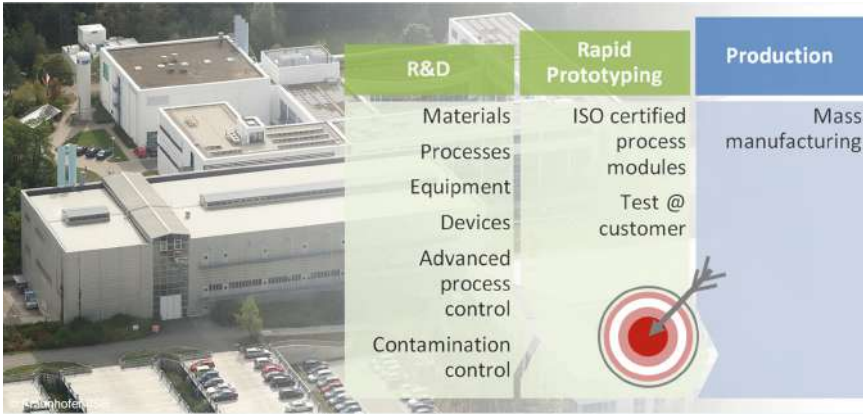 R&D
Materials
Processes
Equipment
Devices
Advanced
process
control
Contamination
control
Rapid
Prototyping
ISO certified
process
modules
Test @
customer
Production
Mass
manufacturing
© Fraunhofer